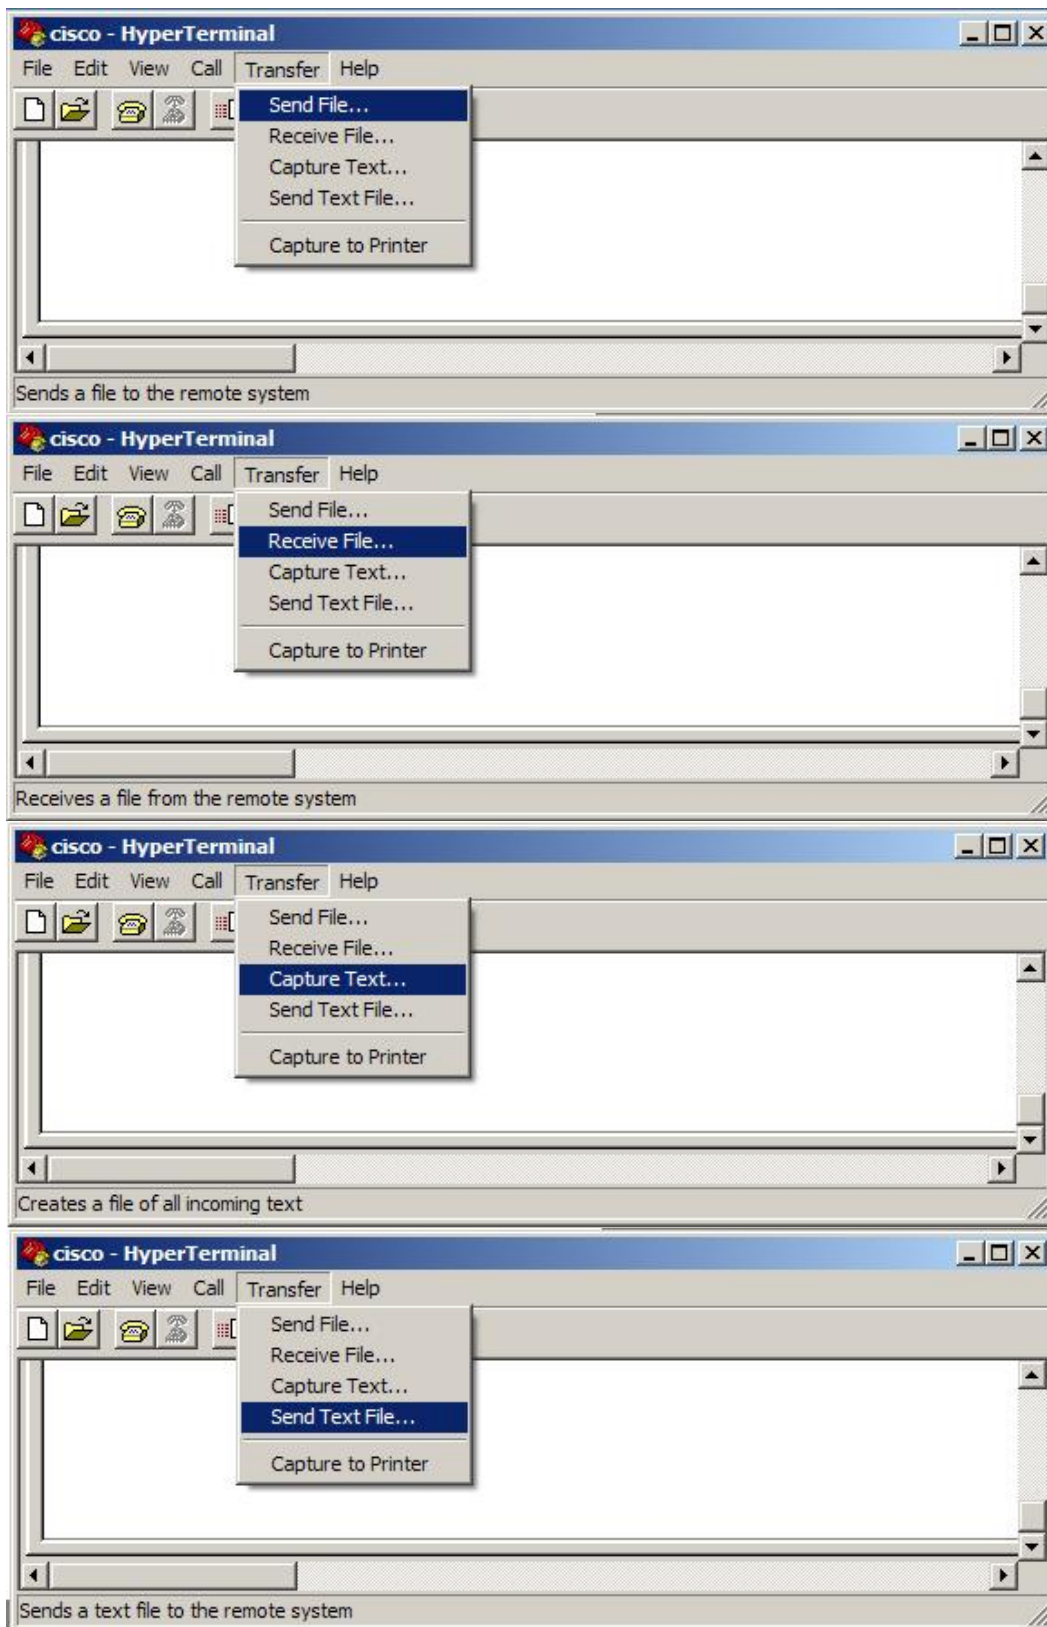 cisco - HyperTerminal
File Edit View Call Transfer Help
Send File...
Receive File...
Capture Text...
Send Text File...
Capture to Printer
Sends a file to the remote system
cisco - HyperTerminal
File Edit View Call Transfer Help
Send File...
Receive File...
Capture Text...
Send Text File...
Capture to Printer
Receives a file from the remote system
cisco - HyperTerminal
File Edit View Call Transfer Help
Send File...
Receive File...
Capture Text...
Send Text File...
Capture to Printer
Creates a file of all incoming text
cisco - HyperTerminal
File Edit View Call Transfer Help
Send File...
Receive File...
Capture Text...
Send Text File...
Capture to Printer
Sends a text file to the remote system